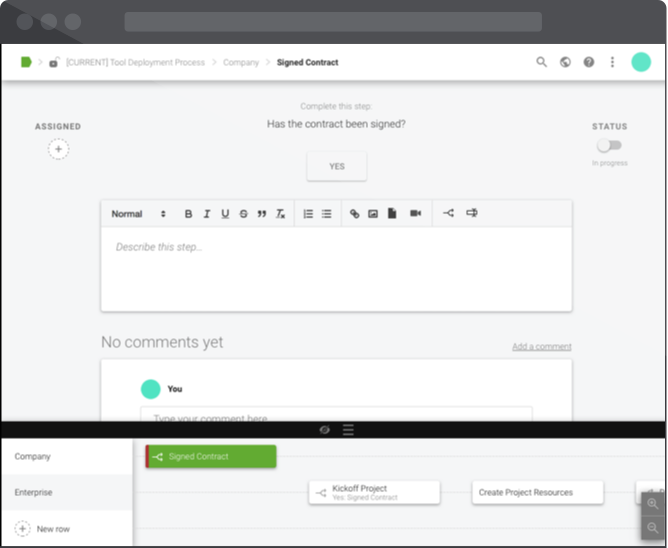 [CURRENT] Tool Deployment Process > Company > Signed Contract
Complete this step:
ASSIGNED
Has the contract been signed?
STATUS
YES
In progress
Normal
B I U S
Describe this step...
No comments yet
Add a comment
You
Type your comment here
Company
Signed Contract
Enterprise
Kickoff Project
Yes: Signed Contract
Create Project Resources
New row